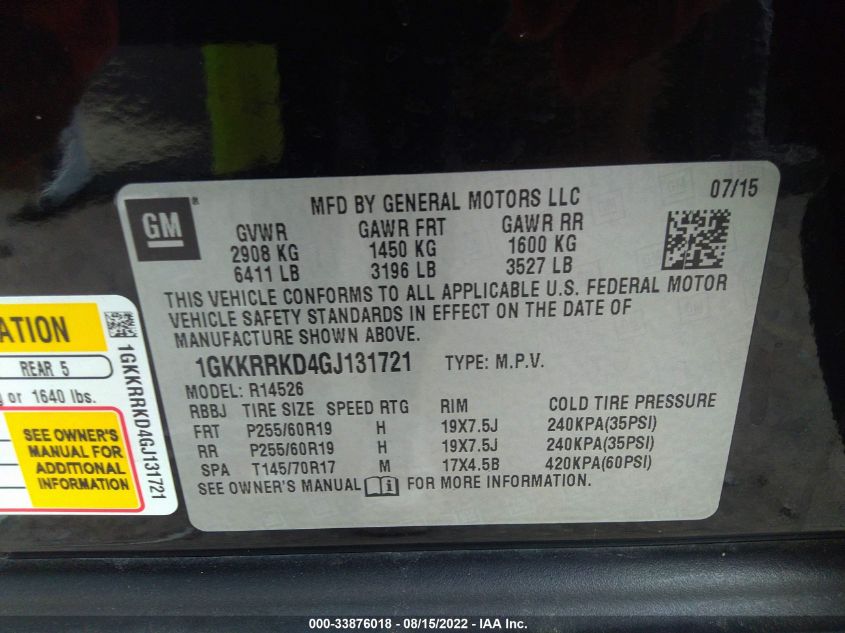 GM
®
MFD BY GENERAL MOTORS LLC
07/15
GVWR GAWR FRT GAWR RR
2908 KG 1450 KG 1600 KG
6411 LB 3196 LB 3527 LB
THIS VEHICLE CONFORMS TO ALL APPLICABLE U.S. FEDERAL MOTOR
VEHICLE SAFETY STANDARDS IN EFFECT ON THE DATE OF
MANUFACTURE SHOWN ABOVE.
1GKKRRKD4GJ131721 TYPE: M.P.V.
MODEL: R14526
RBBJ TIRE SIZE SPEED RTG RIM COLD TIRE PRESSURE
FRT P255/60R19 H 19X7.5J 240KPA(35PSI)
RR P255/60R19 H 19X7.5J 240KPA(35PSI)
SPA T145/70R17 M 17X4.5B 420KPA(60PSI)
SEE OWNER'S MANUAL FOR MORE INFORMATION.
ATION
REAR 5
or 1640 lbs.
SEE OWNER'S
MANUAL FOR
ADDITIONAL
INFORMATION
1GKKRRKD4GJ131721
000-33876018 - 08/15/2022 - IAA Inc.